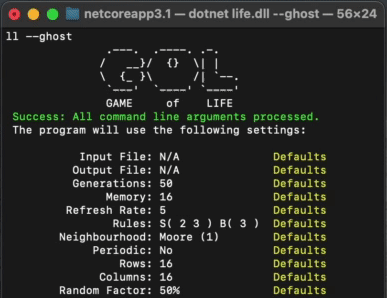 netcoreapp3.1 — dotnet life.dll --ghost — 56×24
ll --ghost
GAME of LIFE
Success: All command line arguments processed.
The program will use the following settings:
Input File: N/A Defaults
Output File: N/A Defaults
Generations: 50 Defaults
Memory: 16 Defaults
Refresh Rate: 5 Defaults
Rules: S( 2 3 ) B( 3 ) Defaults
Neighbourhood: Moore (1) Defaults
Periodic: No Defaults
Rows: 16 Defaults
Columns: 16 Defaults
Random Factor: 50% Defaults